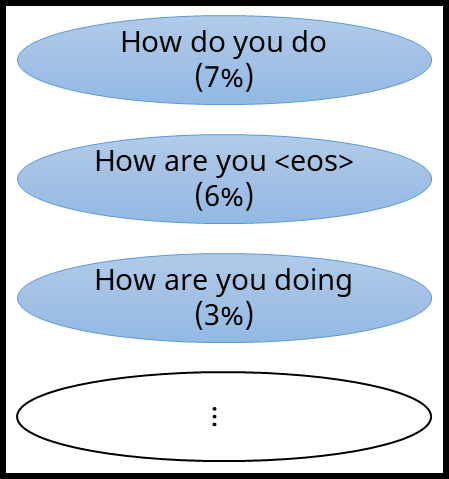 How do you do
(7%)
How are you <eos>
(6%)
How are you doing
(3%)
⋮